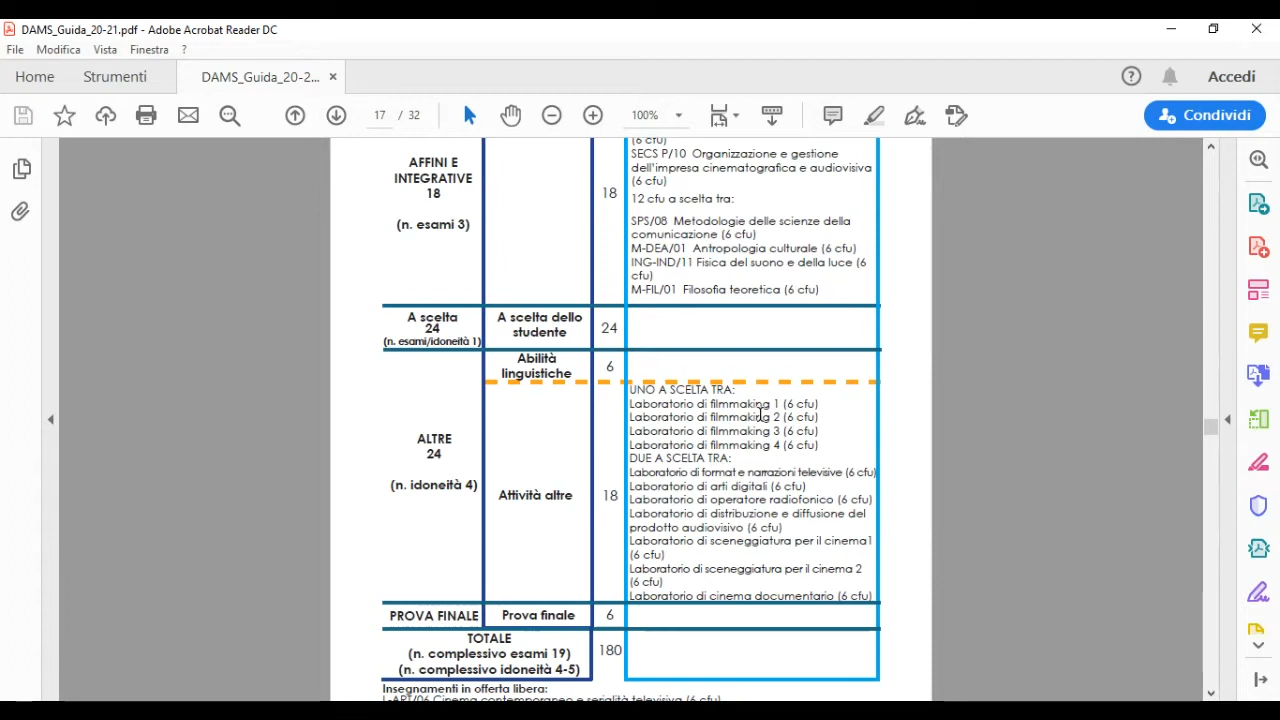 DAMS_Guida_20-21.pdf - Adobe Acrobat Reader DC
File Modifica Vista Finestra ?
Home Strumenti DAMS_Guida_20-2... × Accedi
17 / 32 100% Condividi
(6 cfu)
SECS P/10 Organizzazione e gestione
dell'impresa cinematografica e audiovisiva
(6 cfu)
12 cfu a scelta tra:
SPS/08 Metodologie delle scienze della
comunicazione (6 cfu)
M-DEA/01 Antropologia culturale (6 cfu)
ING-IND/11 Fisica del suono e della luce (6
cfu)
M-FIL/01 Filosofia teoretica (6 cfu)
AFFINI E
INTEGRATIVE
18
(n. esami 3)
18
A scelta
24
(n. esami/idoneità 1)
A scelta dello
studente
24
Abilità
linguistiche
6
ALTRE
24
(n. idoneità 4)
Attività altre
18
UNO A SCELTA TRA:
Laboratorio di filmmaking 1 (6 cfu)
Laboratorio di filmmaking 2 (6 cfu)
Laboratorio di filmmaking 3 (6 cfu)
Laboratorio di filmmaking 4 (6 cfu)
DUE A SCELTA TRA:
Laboratorio di format e narrazioni televisive (6 cfu)
Laboratorio di arti digitali (6 cfu)
Laboratorio di operatore radiofonico (6 cfu)
Laboratorio di distribuzione e diffusione del
prodotto audiovisivo (6 cfu)
Laboratorio di sceneggiatura per il cinema1
(6 cfu)
Laboratorio di sceneggiatura per il cinema 2
(6 cfu)
Laboratorio di cinema documentario (6 cfu)
PROVA FINALE Prova finale 6
TOTALE
(n. complessivo esami 19)
(n. complessivo idoneità 4-5)
180
Insegnamenti in offerta libera:
L-ART/06 Cinema contemporaneo e serialità televisiva (6 cfu)